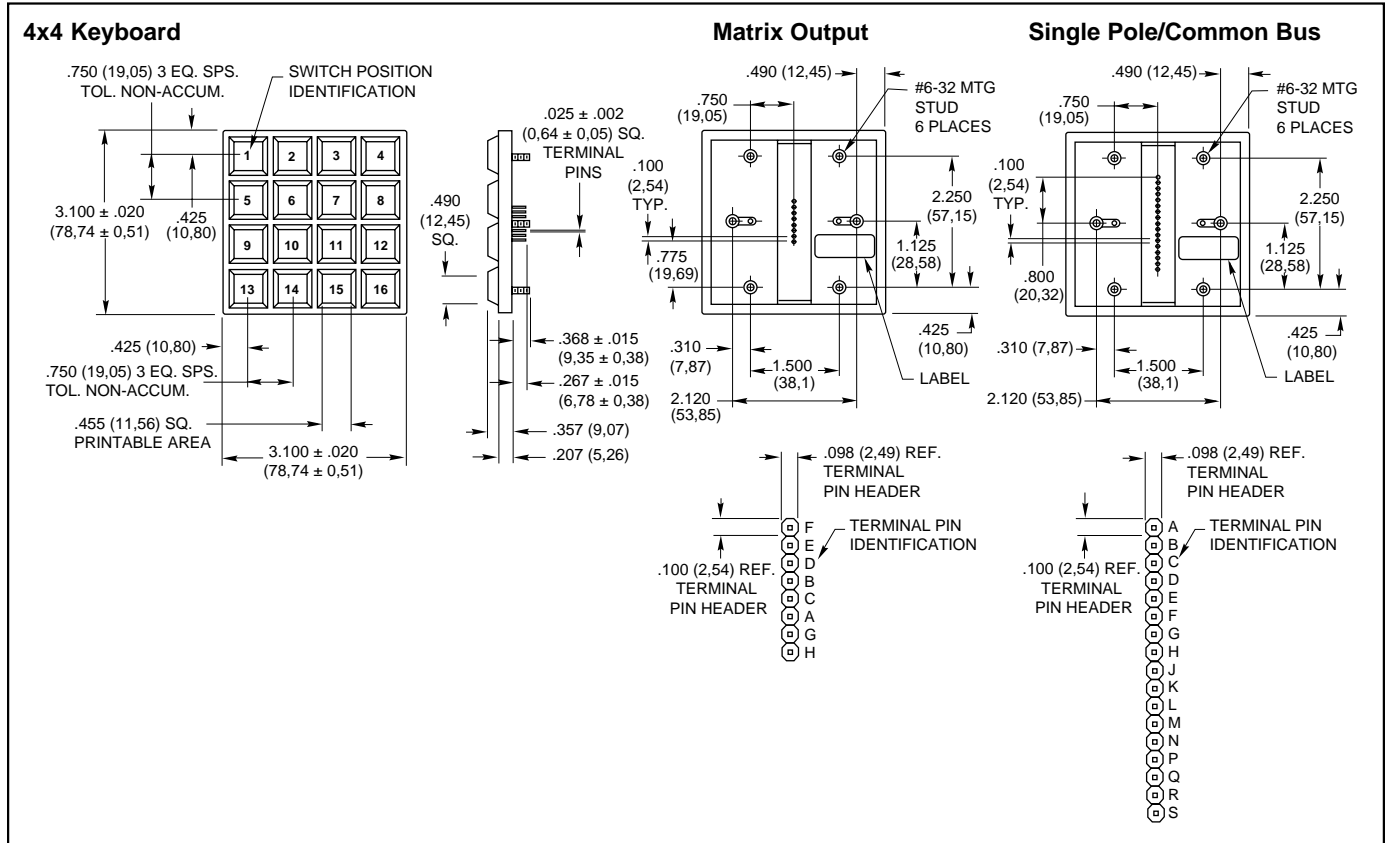 4x4 Keyboard
.750 (19,05) 3 EQ. SPS.
TOL. NON-ACCUM.
SWITCH POSITION
IDENTIFICATION
1
2
3
4
5
6
7
8
9
10
11
12
13
14
15
16
3.100 ± .020
(78,74 ± 0,51)
.425
(10,80)
.425 (10,80)
.750 (19,05) 3 EQ. SPS.
TOL. NON-ACCUM.
.455 (11,56) SQ.
PRINTABLE AREA
3.100 ± .020
(78,74 ± 0,51)
.025 ± .002
(0,64 ± 0,05) SQ.
TERMINAL
PINS
.490
(12,45)
SQ.
.368 ± .015
(9,35 ± 0,38)
.267 ± .015
(6,78 ± 0,38)
.357 (9,07)
.207 (5,26)
Matrix Output
.490 (12,45)
.750
(19,05)
#6-32 MTG
STUD
6 PLACES
.100
(2,54)
TYP.
2.250
(57,15)
1.125
(28,58)
.775
(19,69)
.425
(10,80)
.310
(7,87)
1.500
(38,1)
LABEL
2.120
(53,85)
.098 (2,49) REF.
TERMINAL
PIN HEADER
TERMINAL PIN
IDENTIFICATION
.100 (2,54) REF.
TERMINAL
PIN HEADER
F
E
D
B
C
A
G
H
Single Pole/Common Bus
.490 (12,45)
.750
(19,05)
#6-32 MTG
STUD
6 PLACES
.100
(2,54)
TYP.
2.250
(57,15)
1.125
(28,58)
.800
(20,32)
.425
(10,80)
.310 (7,87)
1.500
(38,1)
LABEL
2.120 (53,85)
.098 (2,49) REF.
TERMINAL
PIN HEADER
TERMINAL PIN
IDENTIFICATION
.100 (2,54) REF.
TERMINAL
PIN HEADER
A
B
C
D
E
F
G
H
J
K
L
M
N
P
Q
R
S